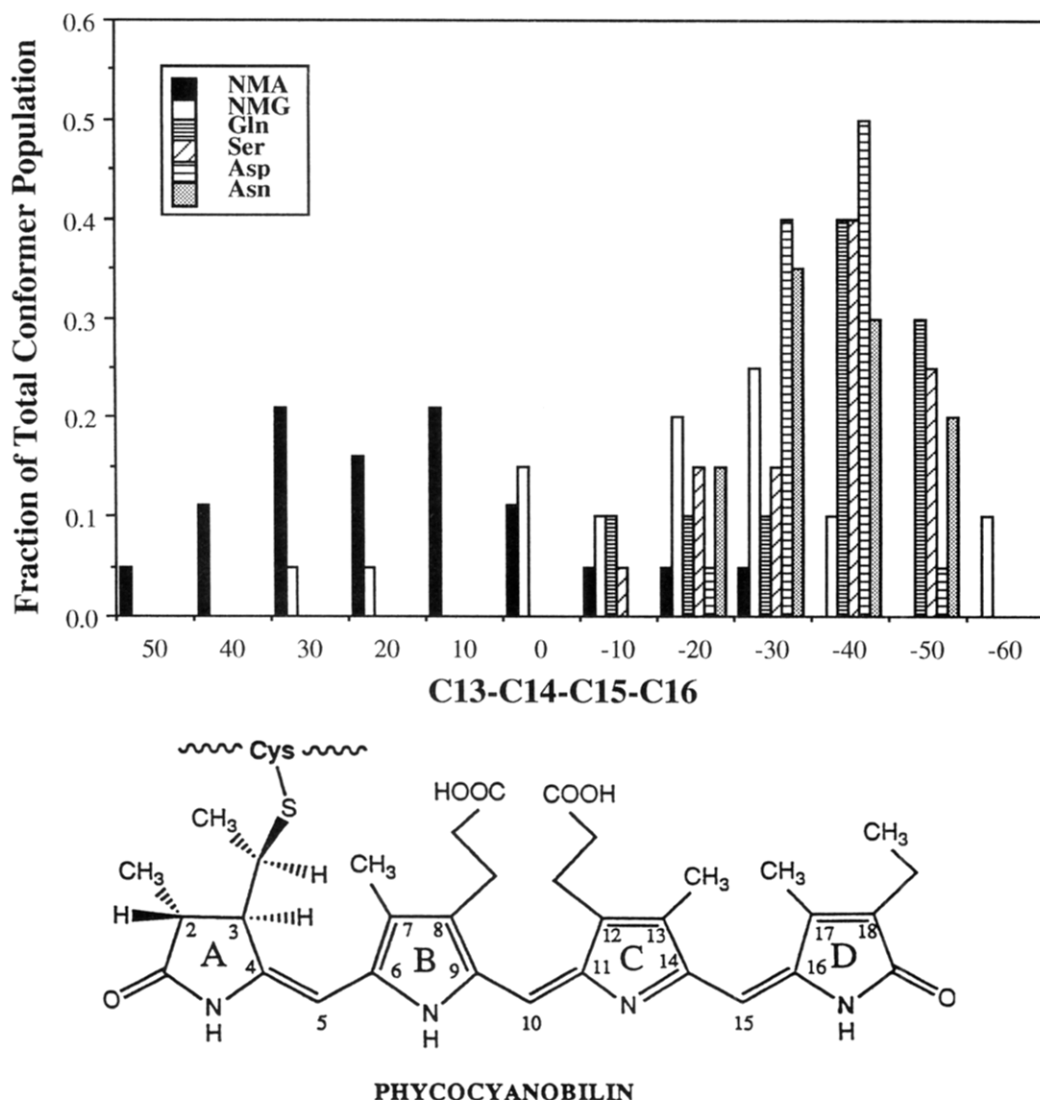 Fraction of Total Conformer Population
0.6
0.5
0.4
0.3
0.2
0.1
0.0
NMA
NMG
Gln
Ser
Asp
Asn
50 40 30 20 10 0 -10 -20 -30 -40 -50 -60
C13-C14-C15-C16
Cys
S
CH3
H
CH3
H
H
2
3
A
4
O
N
H
5
HOOC
CH3
7
8
B
6
9
N
H
10
COOH
CH3
12
13
C
11
14
N
15
CH3
CH3
17
18
D
16
N
H
O
PHYCOCYANOBILIN